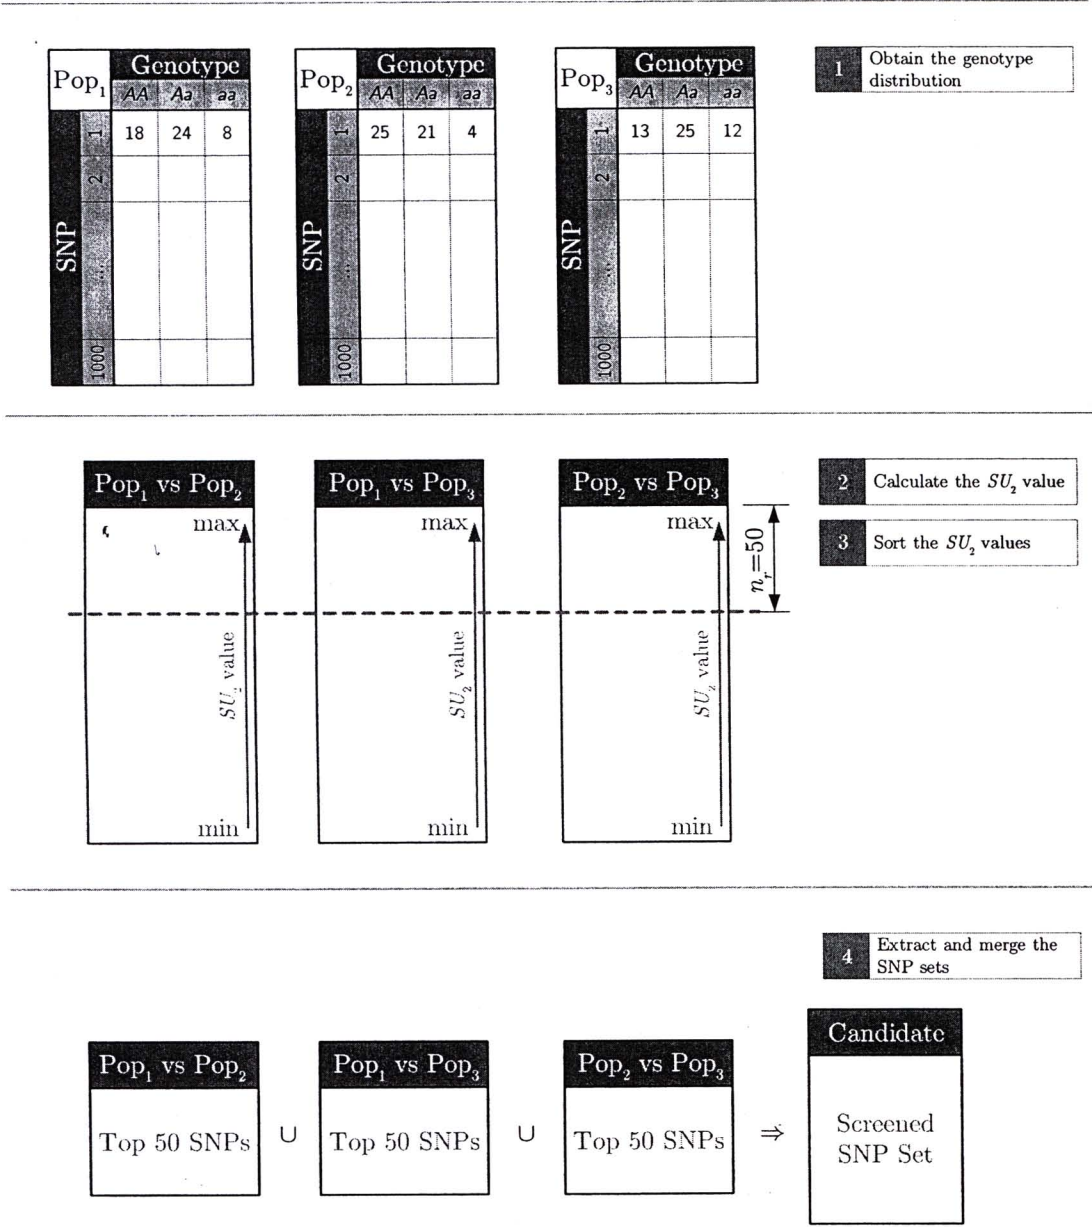 Pop₁ Genotype
AA Aa aa
SNP
1 18 24 8
2
...
1000
Pop₂ Genotype
AA Aa aa
SNP
1 25 21 4
2
...
1000
Pop₃ Genotype
AA Aa aa
SNP
1 13 25 12
2
...
1000
1 Obtain the genotype
distribution
Pop₁ vs Pop₂
max
SU₂ value
min
Pop₁ vs Pop₃
max
SU₂ value
min
Pop₂ vs Pop₃
max
SU₂ value
min
nᵣ=50
2 Calculate the SU₂ value
3 Sort the SU₂ values
4 Extract and merge the
SNP sets
Pop₁ vs Pop₂
Top 50 SNPs
∪
Pop₁ vs Pop₃
Top 50 SNPs
∪
Pop₂ vs Pop₃
Top 50 SNPs
⇒
Candidate
Screened
SNP Set